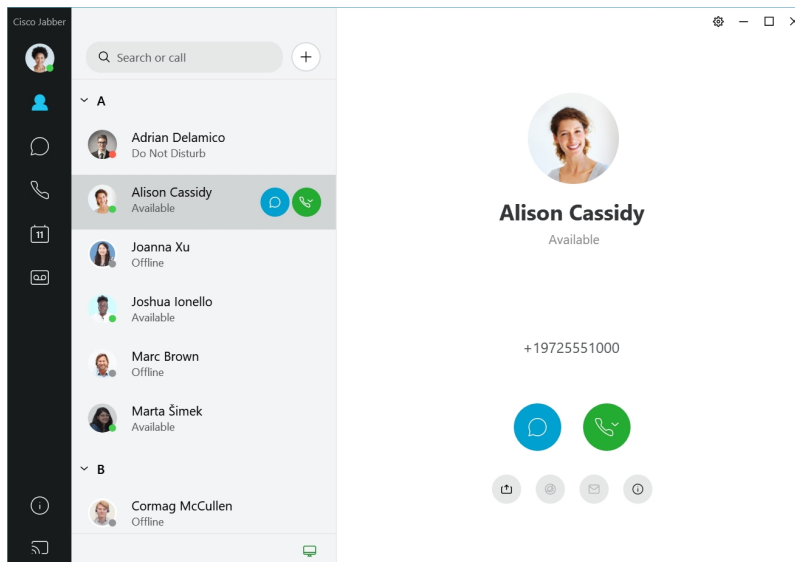 Cisco Jabber
Search or call
A
Adrian Delamico
Do Not Disturb
Alison Cassidy
Available
Joanna Xu
Offline
Joshua Ionello
Available
Marc Brown
Offline
Marta Šimek
Available
B
Cormag McCullen
Offline
11
Alison Cassidy
Available
+19725551000